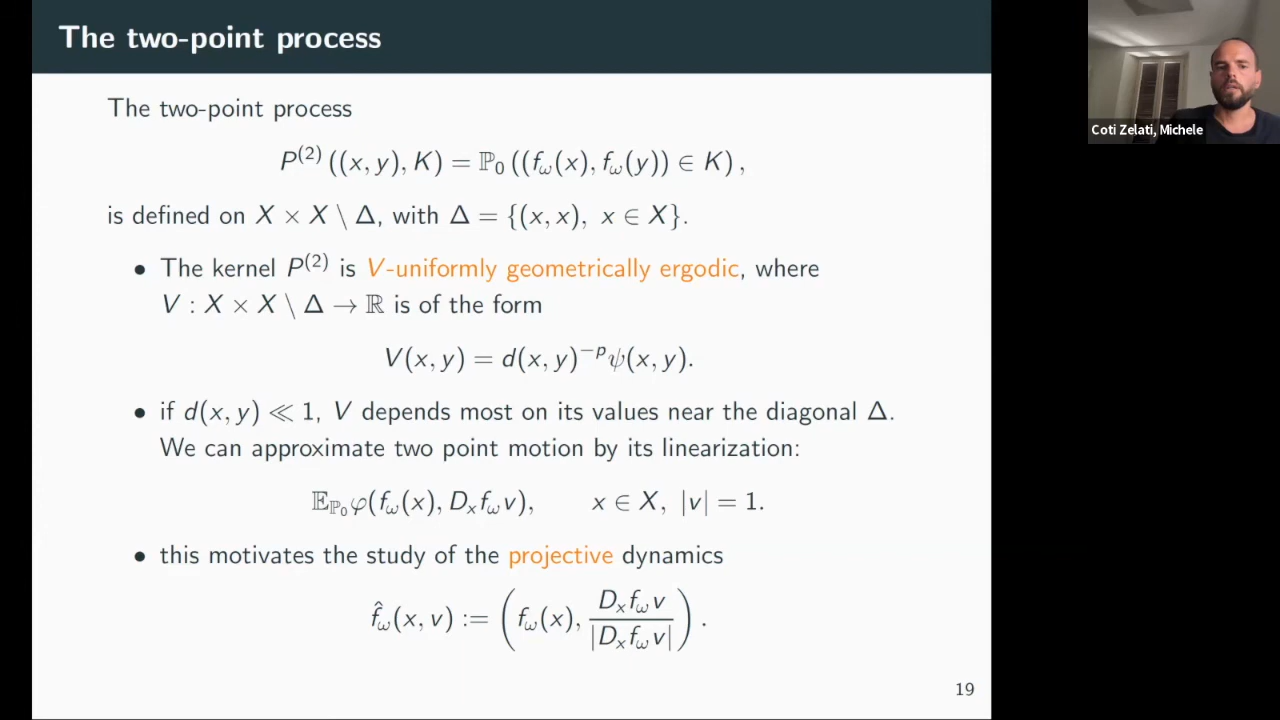 The two-point process
The two-point process
P^{(2)}((x, y), K) = ℙ_0((f_ω(x), f_ω(y)) ∈ K),
is defined on X × X \ Δ, with Δ = {(x, x), x ∈ X}.
• The kernel P^{(2)} is V-uniformly geometrically ergodic, where
V : X × X \ Δ → ℝ is of the form
V(x, y) = d(x, y)^{−p}ψ(x, y).
• if d(x, y) ≪ 1, V depends most on its values near the diagonal Δ.
We can approximate two point motion by its linearization:
𝔼_{ℙ_0}φ(f_ω(x), D_x f_ω v), x ∈ X, |v| = 1.
• this motivates the study of the projective dynamics
f̂_ω(x, v) := (f_ω(x), D_x f_ω v / |D_x f_ω v|).
19
Coti Zelati, Michele